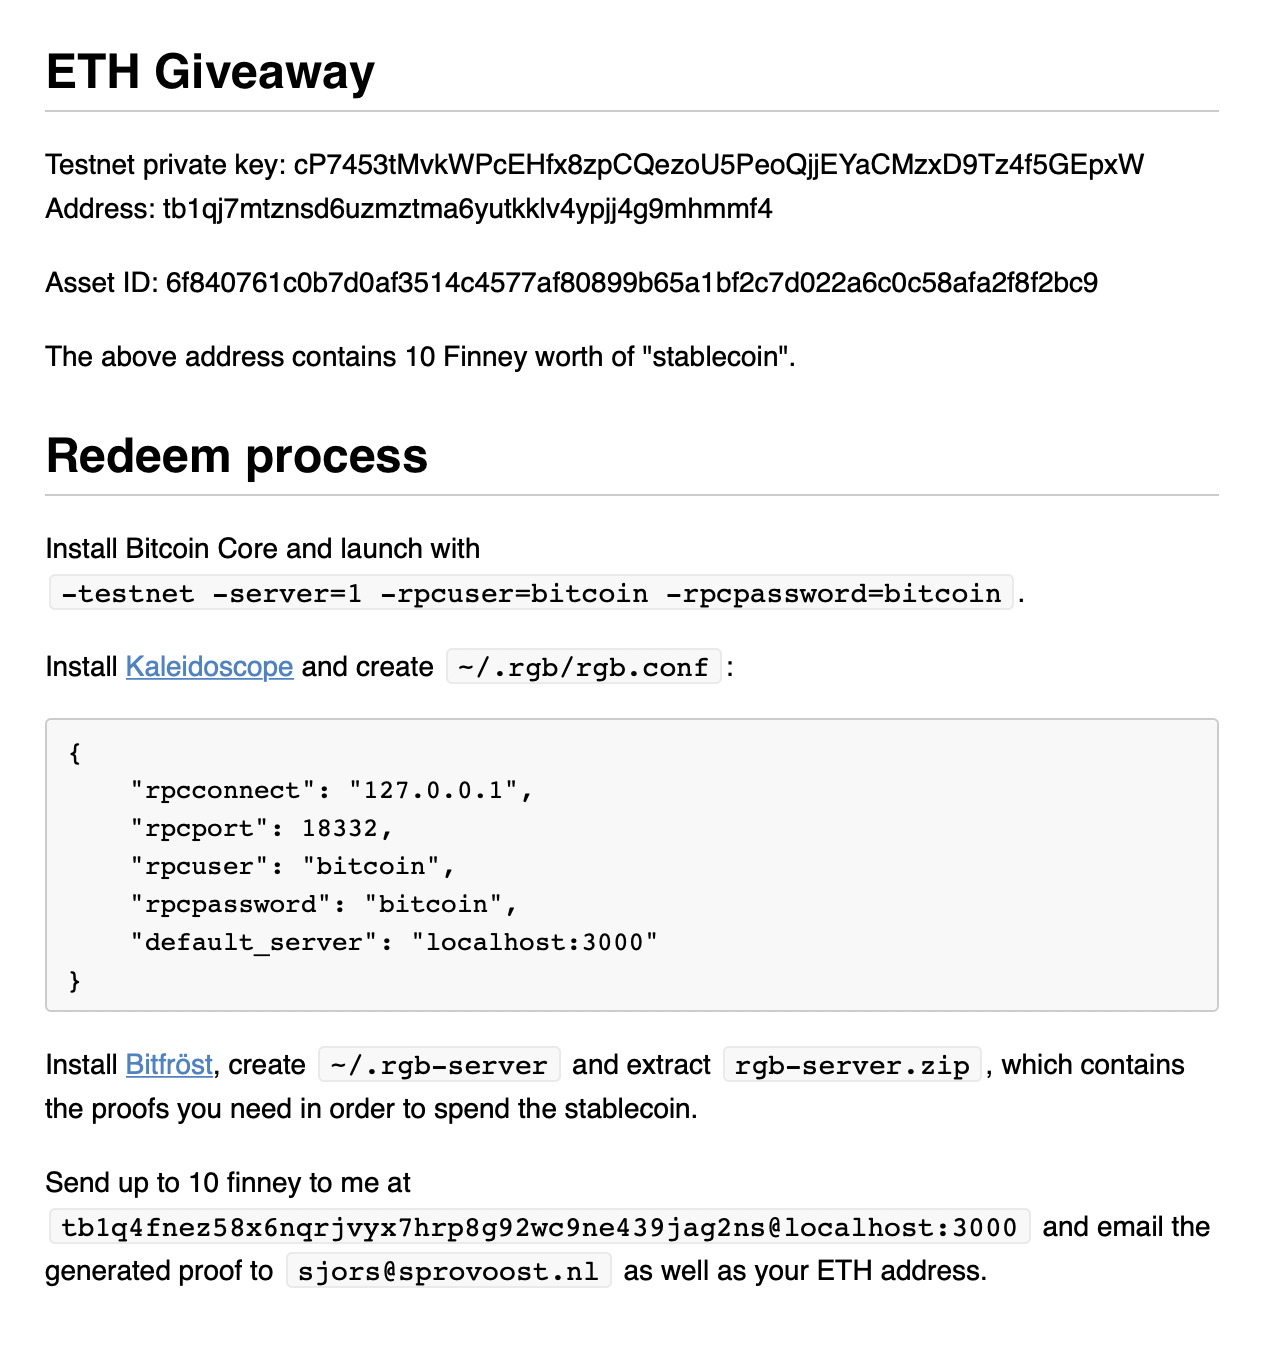 ETH Giveaway
Testnet private key: cP7453tMvkWPcEHfx8zpCQezoU5PeoQjjEYaCMzxD9Tz4f5GEpxW
Address: tb1qj7mtznsd6uzmztma6yutkklv4ypjj4g9mhmmf4
Asset ID: 6f840761c0b7d0af3514c4577af80899b65a1bf2c7d022a6c0c58afa2f8f2bc9
The above address contains 10 Finney worth of "stablecoin".
Redeem process
Install Bitcoin Core and launch with
-testnet -server=1 -rpcuser=bitcoin -rpcpassword=bitcoin .
Install Kaleidoscope and create ~/.rgb/rgb.conf :
{
    "rpcconnect": "127.0.0.1",
    "rpcport": 18332,
    "rpcuser": "bitcoin",
    "rpcpassword": "bitcoin",
    "default_server": "localhost:3000"
}
Install Bitfröst, create ~/.rgb-server and extract rgb-server.zip , which contains
the proofs you need in order to spend the stablecoin.
Send up to 10 finney to me at
tb1q4fnez58x6nqrjvyx7hrp8g92wc9ne439jag2ns@localhost:3000 and email the
generated proof to sjors@sprovoost.nl as well as your ETH address.